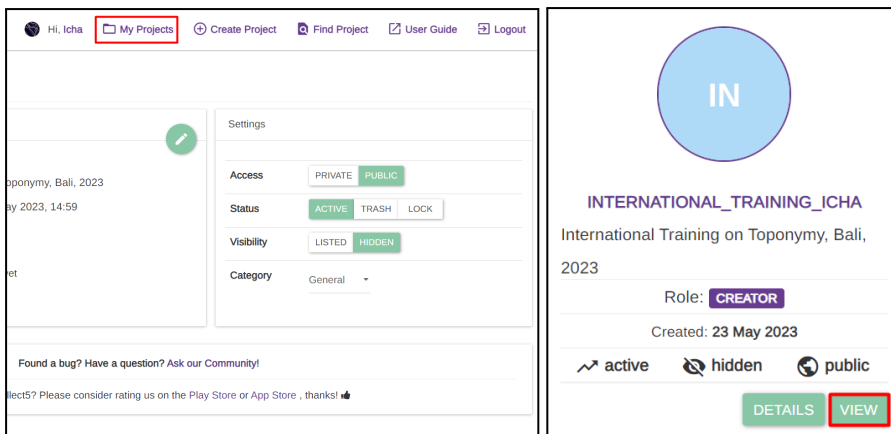 Hi, Icha My Projects Create Project Find Project User Guide Logout
Settings
Access PRIVATE PUBLIC
oponymy, Bali, 2023
ay 2023, 14:59
Status ACTIVE TRASH LOCK
Visibility LISTED HIDDEN
Category General
Found a bug? Have a question? Ask our Community!
llect5? Please consider rating us on the Play Store or App Store , thanks!
IN
INTERNATIONAL_TRAINING_ICHA
International Training on Toponymy, Bali,
2023
Role: CREATOR
Created: 23 May 2023
active hidden public
DETAILS VIEW